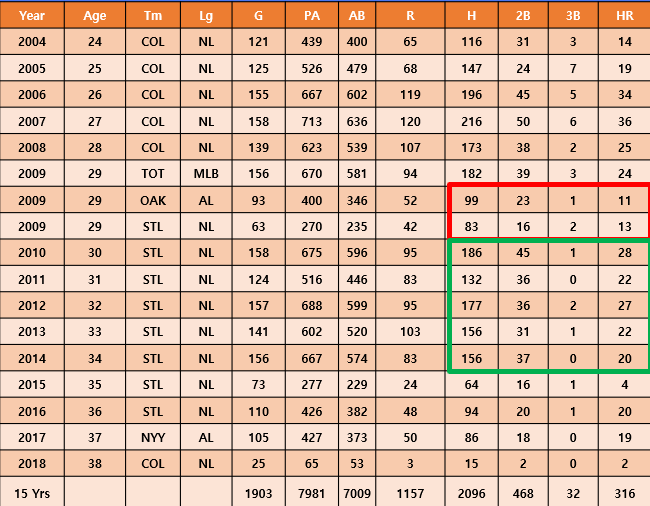 Year Age Tm Lg G PA AB R H 2B 3B HR
2004 24 COL NL 121 439 400 65 116 31 3 14
2005 25 COL NL 125 526 479 68 147 24 7 19
2006 26 COL NL 155 667 602 119 196 45 5 34
2007 27 COL NL 158 713 636 120 216 50 6 36
2008 28 COL NL 139 623 539 107 173 38 2 25
2009 29 TOT MLB 156 670 581 94 182 39 3 24
2009 29 OAK AL 93 400 346 52 99 23 1 11
2009 29 STL NL 63 270 235 42 83 16 2 13
2010 30 STL NL 158 675 596 95 186 45 1 28
2011 31 STL NL 124 516 446 83 132 36 0 22
2012 32 STL NL 157 688 599 95 177 36 2 27
2013 33 STL NL 141 602 520 103 156 31 1 22
2014 34 STL NL 156 667 574 83 156 37 0 20
2015 35 STL NL 73 277 229 24 64 16 1 4
2016 36 STL NL 110 426 382 48 94 20 1 20
2017 37 NYY AL 105 427 373 50 86 18 0 19
2018 38 COL NL 25 65 53 3 15 2 0 2
15 Yrs 1903 7981 7009 1157 2096 468 32 316